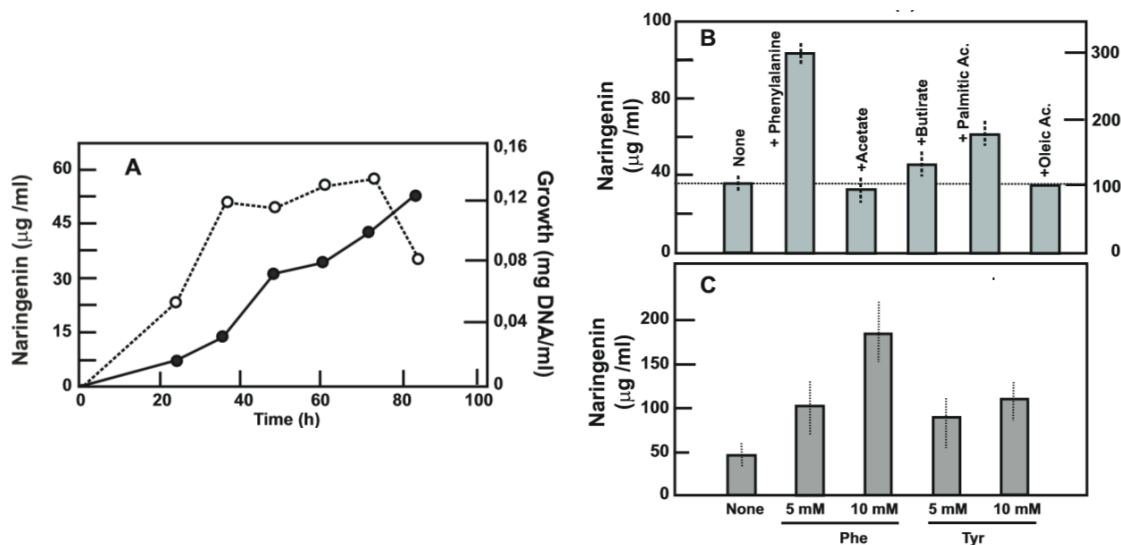 A
Naringenin (µg /ml)
60
45
30
15
0
0,16
0,12
0,08
0,04
0
Growth (mg DNA/ml)
0 20 40 60 80 100
Time (h)
B
Naringenin
(µg /ml)
100
80
60
40
0
None
+ Phenylalanine
+Acetate
+Butirate
+ Palmitic Ac.
+Oleic Ac.
300
200
100
0
C
Naringenin
(µg /ml)
200
150
100
50
0
None 5 mM 10 mM 5 mM 10 mM
Phe Tyr